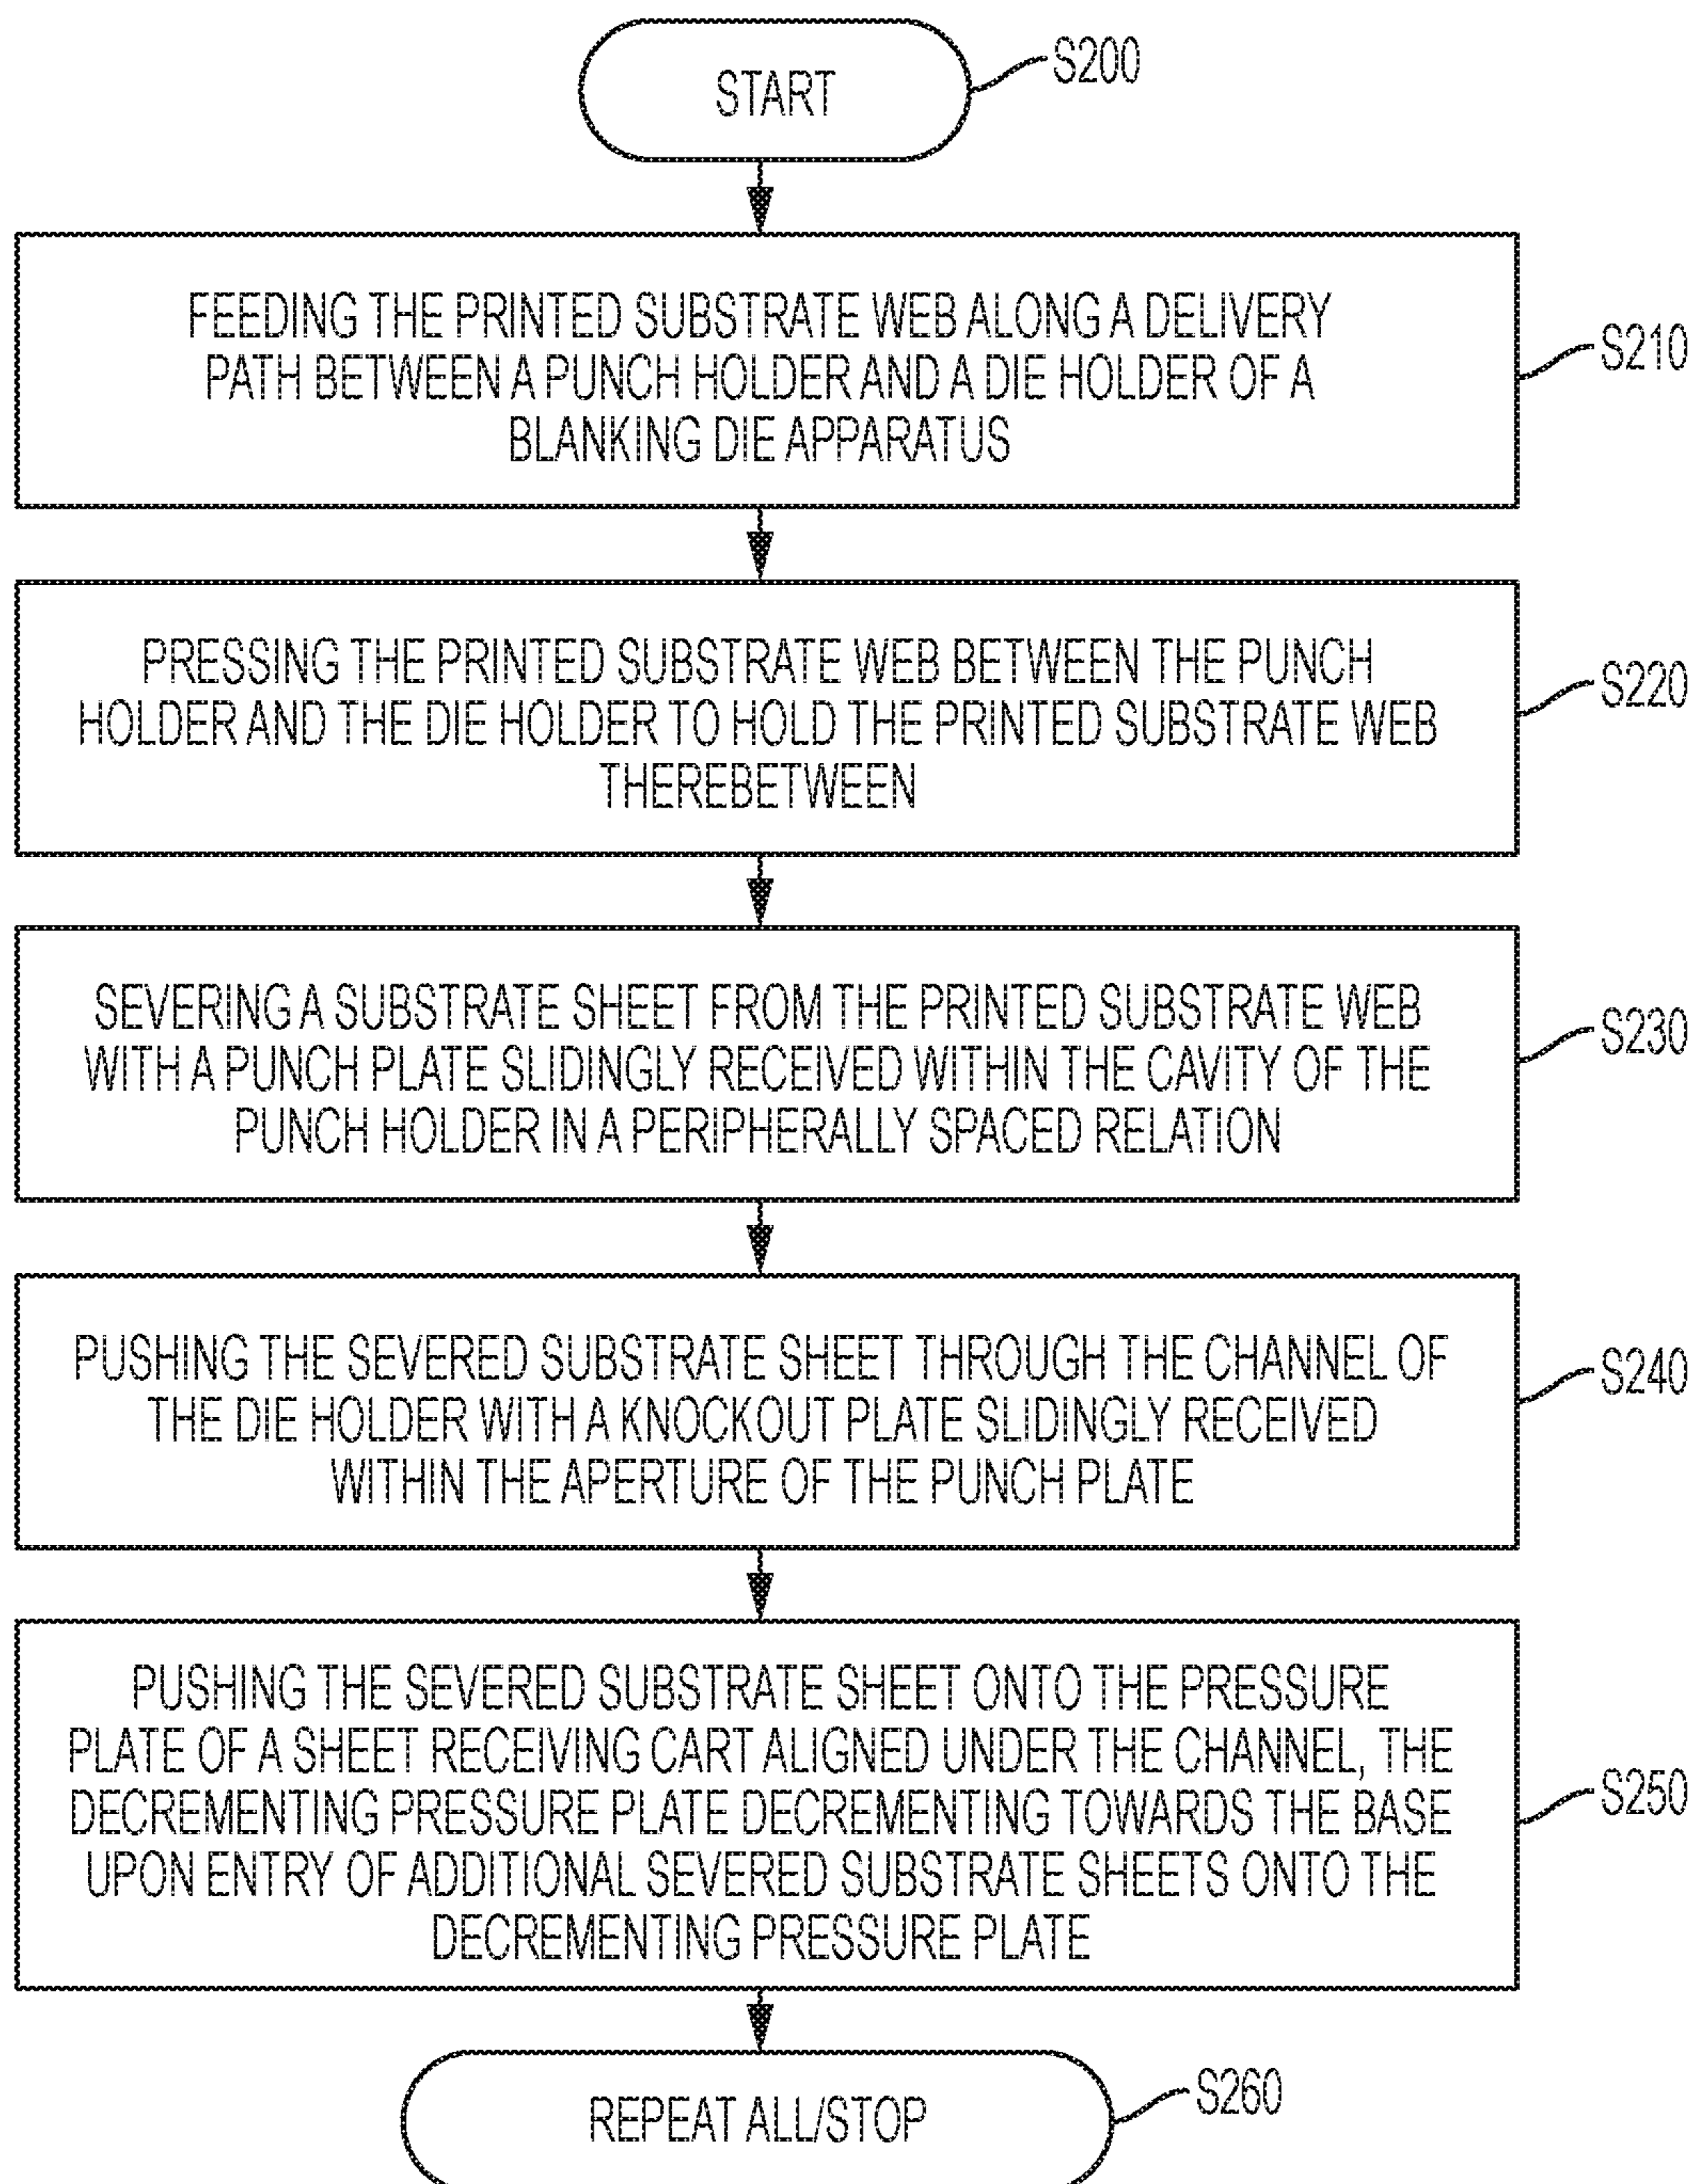 START
S200
FEEDING THE PRINTED SUBSTRATE WEB ALONG A DELIVERY
PATH BETWEEN A PUNCH HOLDER AND A DIE HOLDER OF A
BLANKING DIE APPARATUS
S210
PRESSING THE PRINTED SUBSTRATE WEB BETWEEN THE PUNCH
HOLDER AND THE DIE HOLDER TO HOLD THE PRINTED SUBSTRATE WEB
THEREBETWEEN
S220
SEVERING A SUBSTRATE SHEET FROM THE PRINTED SUBSTRATE WEB
WITH A PUNCH PLATE SLIDINGLY RECEIVED WITHIN THE CAVITY OF THE
PUNCH HOLDER IN A PERIPHERALLY SPACED RELATION
S230
PUSHING THE SEVERED SUBSTRATE SHEET THROUGH THE CHANNEL OF
THE DIE HOLDER WITH A KNOCKOUT PLATE SLIDINGLY RECEIVED
WITHIN THE APERTURE OF THE PUNCH PLATE
S240
PUSHING THE SEVERED SUBSTRATE SHEET ONTO THE PRESSURE
PLATE OF A SHEET RECEIVING CART ALIGNED UNDER THE CHANNEL, THE
DECREMENTING PRESSURE PLATE DECREMENTING TOWARDS THE BASE
UPON ENTRY OF ADDITIONAL SEVERED SUBSTRATE SHEETS ONTO THE
DECREMENTING PRESSURE PLATE
S250
REPEAT ALL/STOP
S260